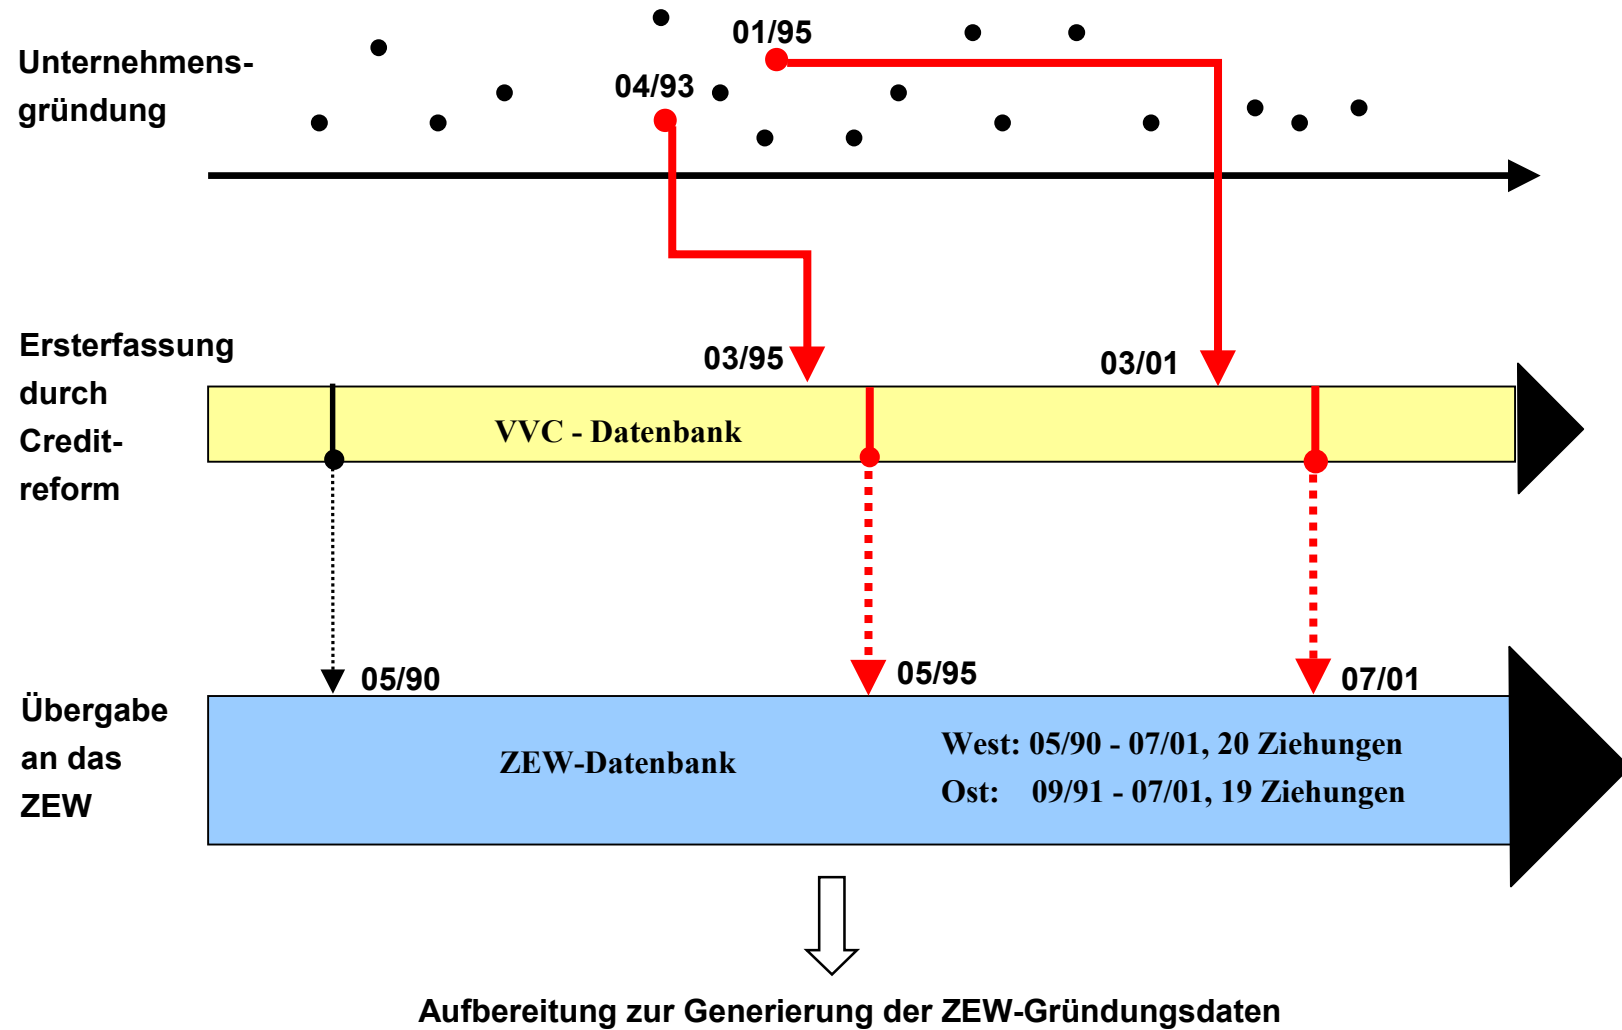 Unternehmens-
gründung
01/95
04/93
Ersterfassung
durch
Credit-
reform
03/95
03/01
VVC - Datenbank
05/90
05/95
07/01
Übergabe
an das
ZEW
ZEW-Datenbank
West: 05/90 - 07/01, 20 Ziehungen
Ost: 09/91 - 07/01, 19 Ziehungen
Aufbereitung zur Generierung der ZEW-Gründungsdaten